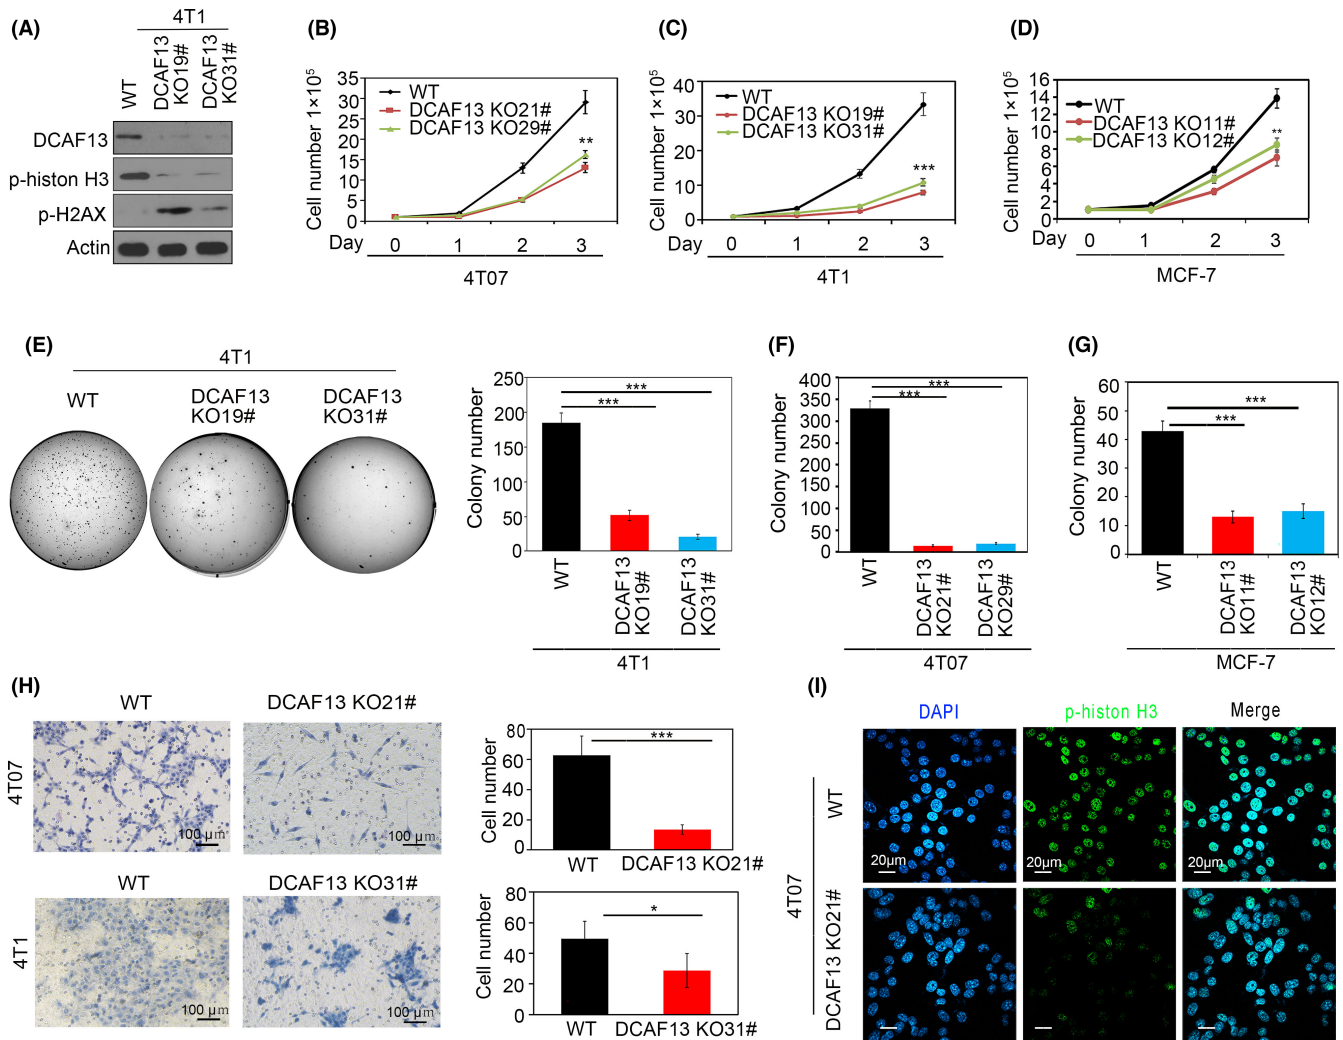 (A)
4T1
WT
DCAF13
KO19#
DCAF13
KO31#
DCAF13
p-histon H3
p-H2AX
Actin
(B)
Cell number 1×10⁵
35
30
25
20
15
10
5
0
WT
DCAF13 KO21#
DCAF13 KO29#
**
Day 0 1 2 3
4T07
(C)
Cell number 1×10⁵
40
30
20
10
0
WT
DCAF13 KO19#
DCAF13 KO31#
***
Day 0 1 2 3
4T1
(D)
Cell number 1×10⁵
16
14
12
10
8
6
4
2
0
WT
DCAF13 KO11#
DCAF13 KO12#
**
Day 0 1 2 3
MCF-7
(E)
4T1
WT
DCAF13
KO19#
DCAF13
KO31#
Colony number
250
200
150
100
50
0
***
***
WT
DCAF13
KO19#
DCAF13
KO31#
4T1
(F)
Colony number
400
350
300
350
300
150
100
50
0
***
***
WT
DCAF13
KO21#
DCAF13
KO29#
4T07
(G)
Colony number
60
50
40
30
20
10
0
***
***
WT
DCAF13
KO11#
DCAF13
KO12#
MCF-7
(H)
WT
DCAF13 KO21#
4T07
100 µm
100 µm
Cell number
80
60
40
20
0
***
WT DCAF13 KO21#
WT
DCAF13 KO31#
4T1
100 µm
100 µm
Cell number
80
60
40
20
0
*
WT DCAF13 KO31#
(I)
DAPI
p-histon H3
Merge
4T07
WT
20µm
20µm
20µm
DCAF13 KO21#